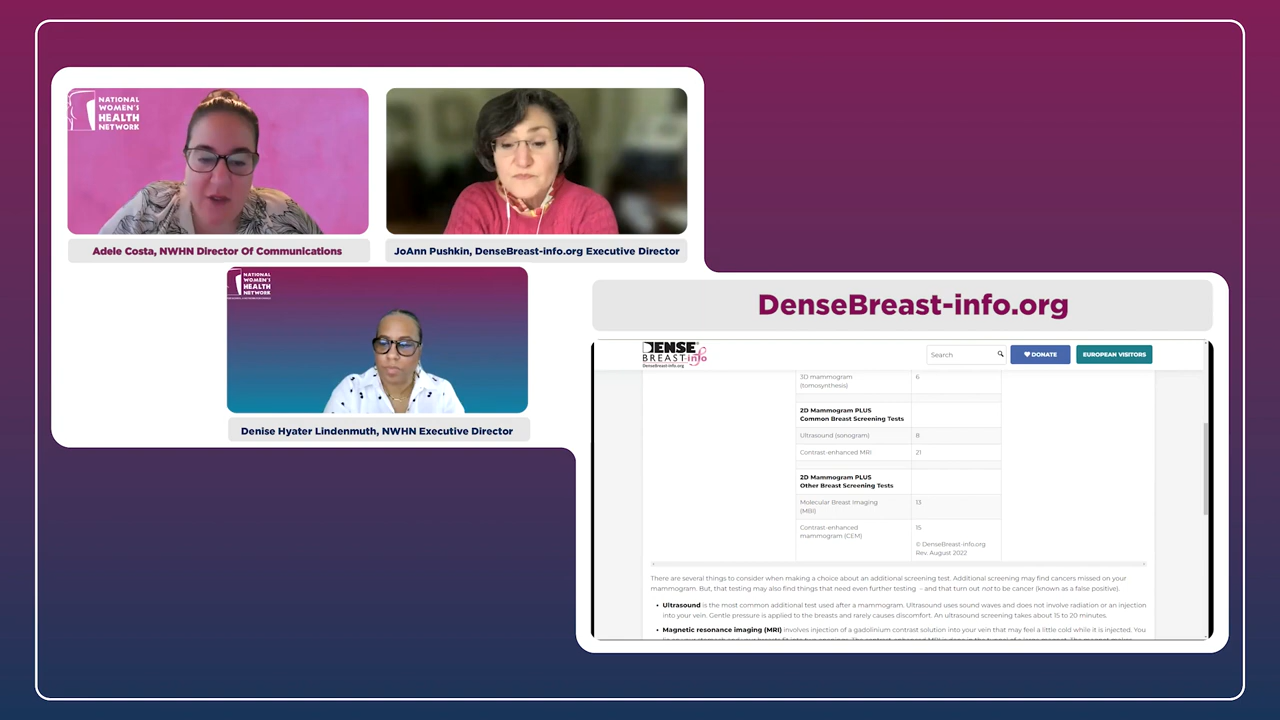 NATIONAL
WOMEN'S
HEALTH
NETWORK
Adele Costa, NWHN Director Of Communications
JoAnn Pushkin, DenseBreast-info.org Executive Director
NATIONAL
WOMEN'S
HEALTH
NETWORK
Denise Hyater Lindenmuth, NWHN Executive Director
DenseBreast-info.org
DENSE
BREAST-info
DenseBreast-info.org
Search
DONATE
EUROPEAN VISITORS
3D mammogram
(tomosynthesis)
6
2D Mammogram PLUS
Common Breast Screening Tests
Ultrasound (sonogram)
8
Contrast-enhanced MRI
21
2D Mammogram PLUS
Other Breast Screening Tests
Molecular Breast Imaging
(MBI)
13
Contrast-enhanced
mammogram (CEM)
15
© DenseBreast-info.org
Rev. August 2022
There are several things to consider when making a choice about an additional screening test. Additional screening may find cancers missed on your
mammogram. But, that testing may also find things that need even further testing – and that turn out not to be cancer (known as a false positive).
• Ultrasound is the most common additional test used after a mammogram. Ultrasound uses sound waves and does not involve radiation or an injection
into your vein. Gentle pressure is applied to the breasts and rarely causes discomfort. An ultrasound screening takes about 15 to 20 minutes.
• Magnetic resonance imaging (MRI) involves injection of a gadolinium contrast solution into your vein that may feel a little cold while it is injected. You